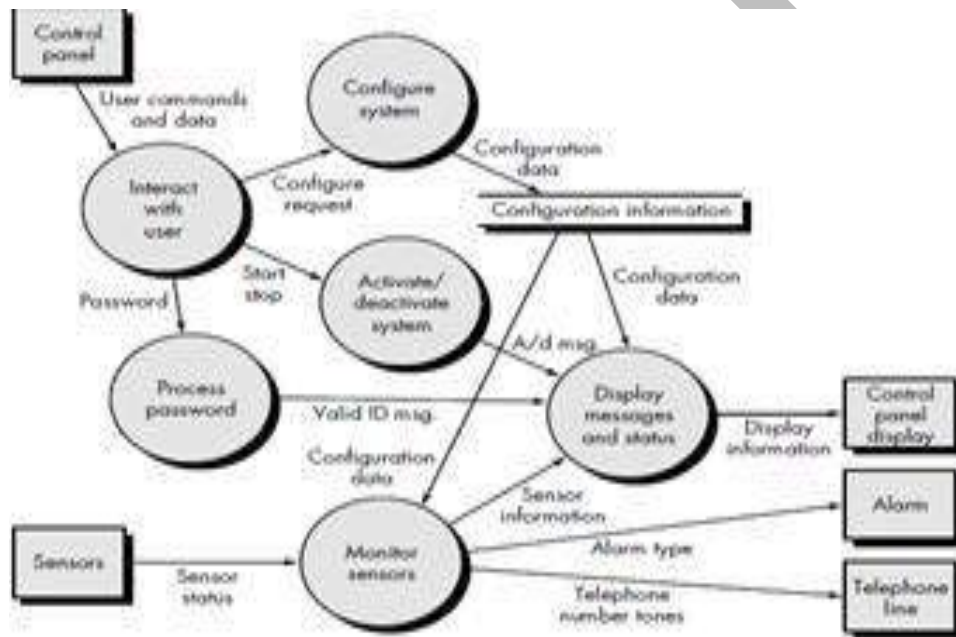 Control
panel
User commands
and data
Configure
system
Configuration
data
Interact
with
user
Configure
request
Configuration information
Start
stop
Activate/
deactivate
system
Configuration
data
Password
A/d msg.
Process
password
Valid ID msg.
Display
messages
and status
Control
panel
display
Display
information
Configuration
data
Sensor
information
Alarm
Alarm type
Sensors
Sensor
status
Monitor
sensors
Telephone
number tones
Telephone
line